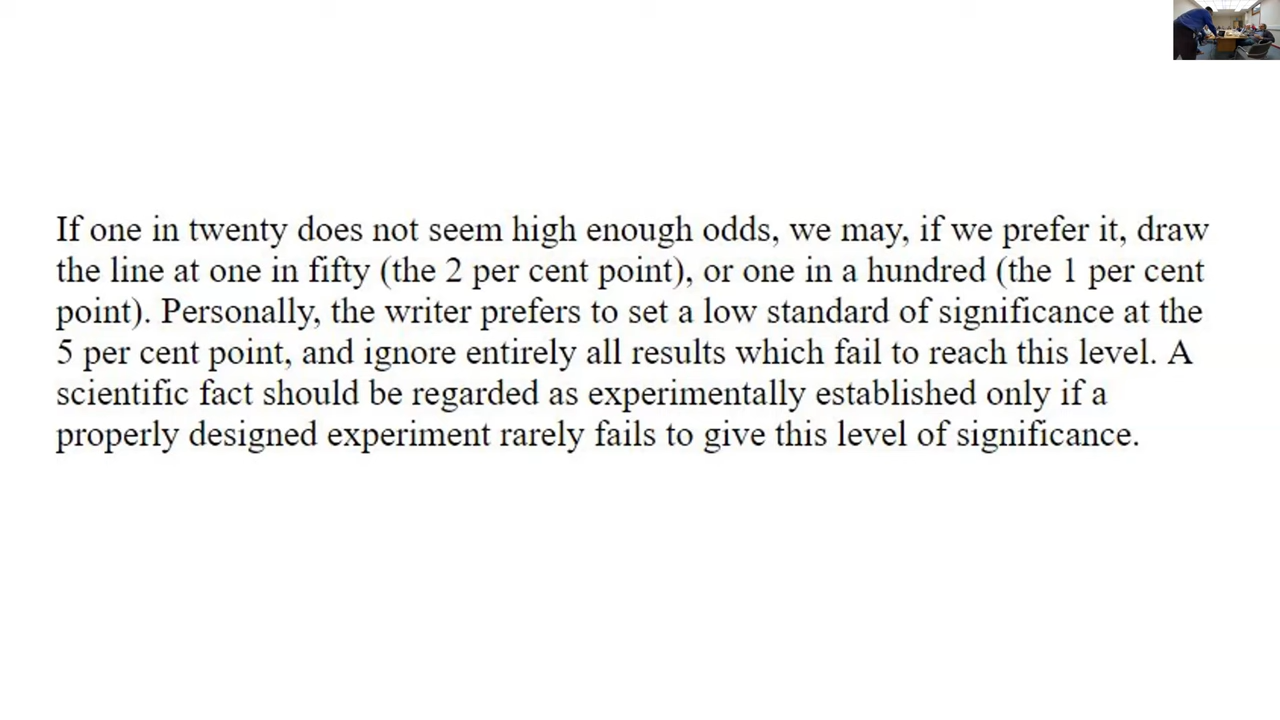 If one in twenty does not seem high enough odds, we may, if we prefer it, draw
the line at one in fifty (the 2 per cent point), or one in a hundred (the 1 per cent
point). Personally, the writer prefers to set a low standard of significance at the
5 per cent point, and ignore entirely all results which fail to reach this level. A
scientific fact should be regarded as experimentally established only if a
properly designed experiment rarely fails to give this level of significance.